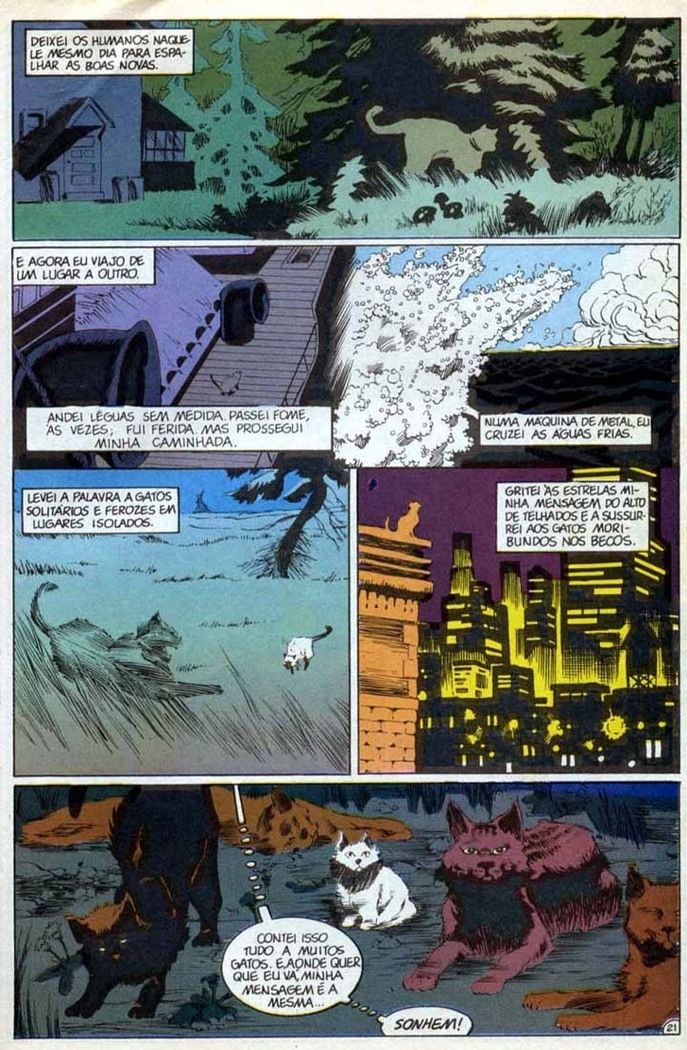 DEIXEI OS HUMANOS NAQUE-
LE MESMO DIA PARA ESPA-
LHAR AS BOAS NOVAS.
E AGORA EU VIAJO DE
UM LUGAR A OUTRO.
ANDEI LÉGUAS SEM MEDIDA. PASSEI FOME,
ÀS VEZES; FUI FERIDA. MAS PROSSEGUI
MINHA CAMINHADA.
NUMA MÁQUINA DE METAL, EU
CRUZEI AS ÁGUAS FRIAS.
LEVEI A PALAVRA A GATOS
SOLITÁRIOS E FEROZES EM
LUGARES ISOLADOS.
GRITEI ÀS ESTRELAS MI-
NHA MENSAGEM DO ALTO
DE TELHADOS E A SUSSUR-
REI AOS GATOS MORI-
BUNDOS NOS BECOS.
CONTEI ISSO
TUDO A MUITOS
GATOS. E, AONDE QUER
QUE EU VÁ, MINHA
MENSAGEM É A
MESMA...
SONHEM!
21